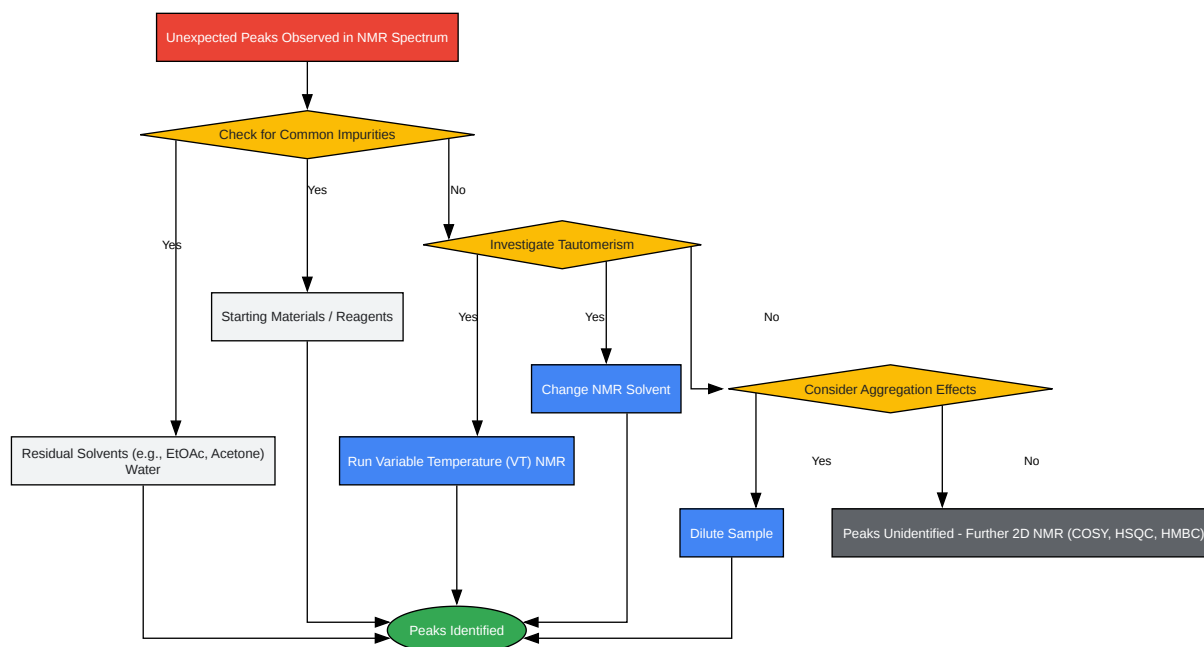 Unexpected Peaks Observed in NMR Spectrum
Check for Common Impurities
Yes
No
Yes
Investigate Tautomerism
Starting Materials / Reagents
Yes
Yes
No
Change NMR Solvent
Consider Aggregation Effects
Residual Solvents (e.g., EtOAc, Acetone)
Water
Run Variable Temperature (VT) NMR
Yes
No
Dilute Sample
Peaks Unidentified - Further 2D NMR (COSY, HSQC, HMBC)
Peaks Identified